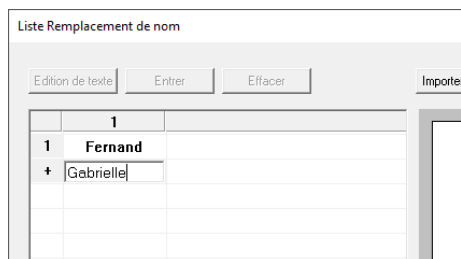 Liste Remplacement de nom
Edition de texte Entrer Effacer Importe
1
1 Fernand
+ Gabrielle